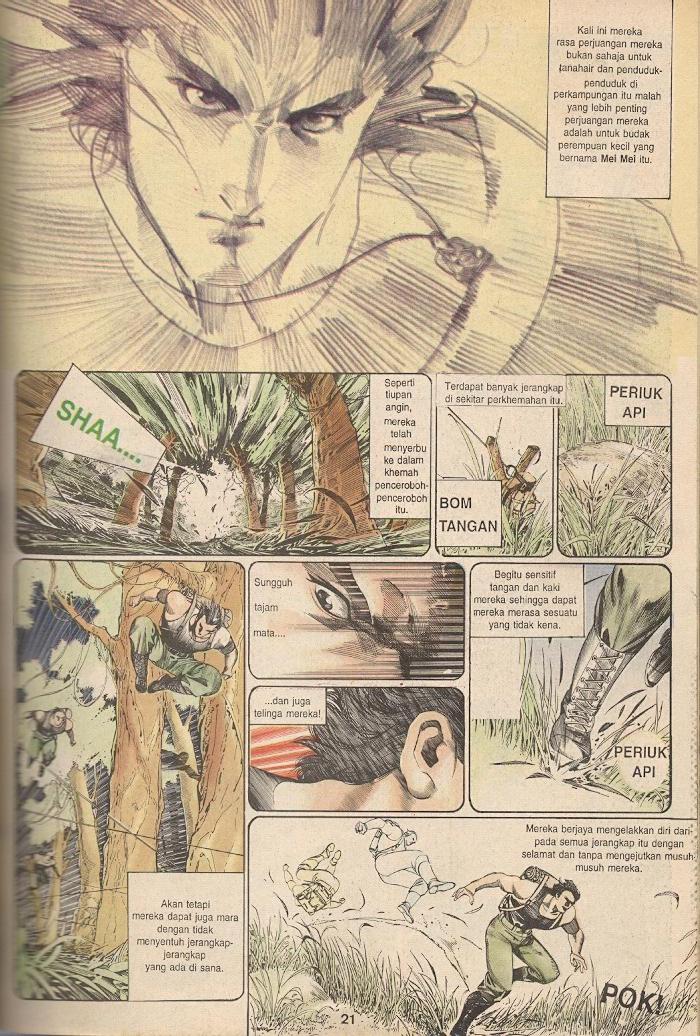 Kali ini mereka
rasa perjuangan mereka
bukan sahaja untuk
tanahair dan penduduk-
penduduk di
perkampungan itu malah
yang lebih penting
perjuangan mereka
adalah untuk budak
perempuan kecil yang
bernama Mei Mei itu.
SHAA....
Seperti
tiupan
angin,
mereka
telah
menyerbu
ke dalam
khemah
penceroboh-
penceroboh
itu.
Terdapat banyak jerangkap
di sekitar perkhemahan itu.
BOM
TANGAN
PERIUK
API
Akan tetapi
mereka dapat juga mara
dengan tidak
menyentuh jerangkap-
jerangkap
yang ada di sana.
Sungguh
tajam
mata....
...dan juga
telinga mereka!
Begitu sensitif
tangan dan kaki
mereka sehingga dapat
mereka merasa sesuatu
yang tidak kena.
PERIUK
API
Mereka berjaya mengelakkan diri dari-
pada semua jerangkap itu dengan
selamat dan tanpa mengejutkan musuh-
musuh mereka.
POK!
21